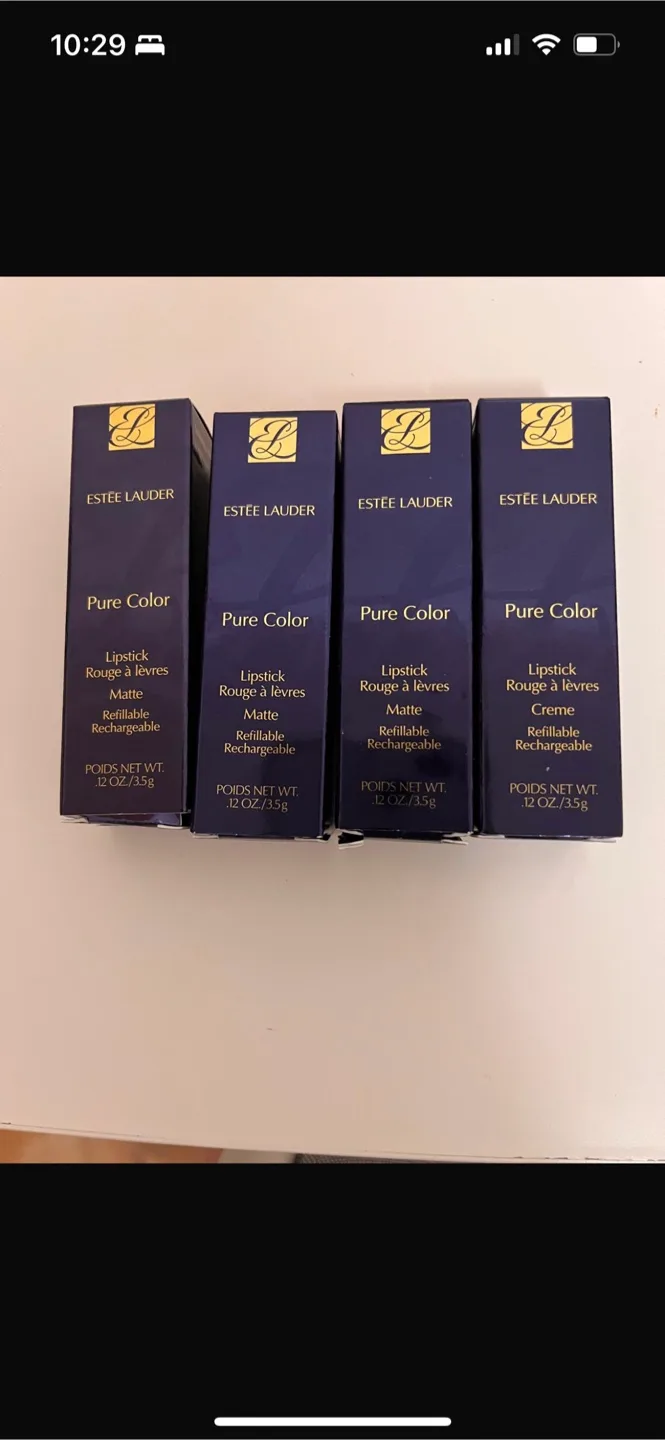 10:29
ESTĒE LAUDER
Pure Color
Lipstick
Rouge à lèvres
Matte
Refillable
Rechargeable
POIDS NET WT.
.12 OZ./3.5g
ESTĒE LAUDER
Pure Color
Lipstick
Rouge à lèvres
Matte
Refillable
Rechargeable
POIDS NET WT.
.12 OZ./3.5g
ESTĒE LAUDER
Pure Color
Lipstick
Rouge à lèvres
Matte
Refillable
Rechargeable
POIDS NET WT.
.12 OZ./3.5g
ESTĒE LAUDER
Pure Color
Lipstick
Rouge à lèvres
Creme
Refillable
Rechargeable
POIDS NET WT.
.12 OZ./3.5g